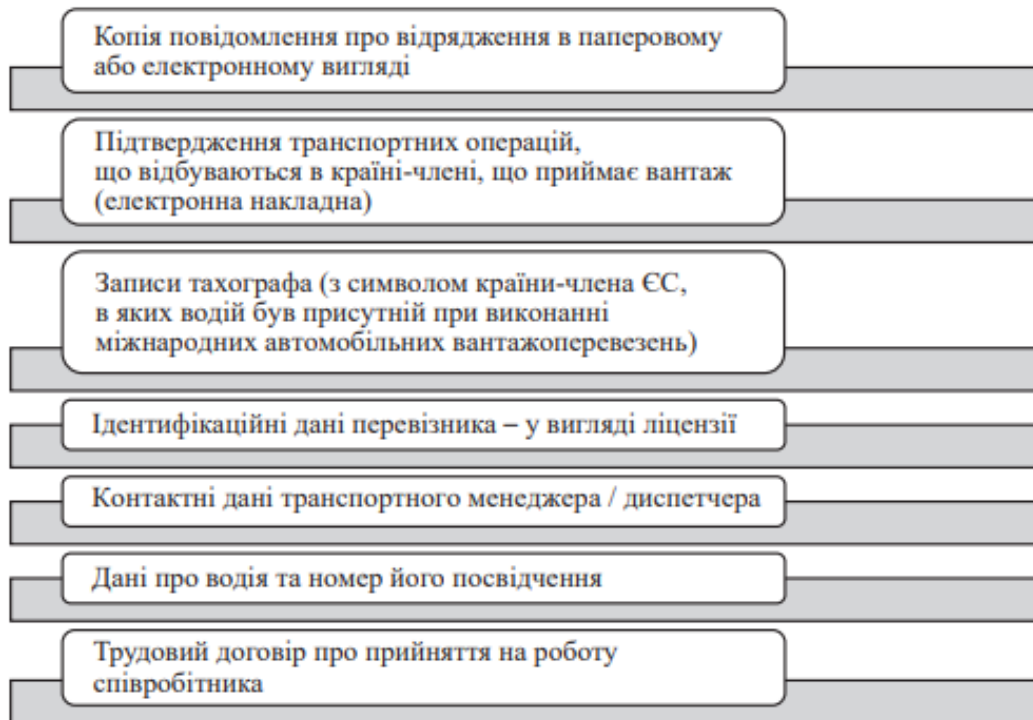 Копія повідомлення про відрядження в паперовому
або електронному вигляді
Підтвердження транспортних операцій,
що відбуваються в країні-члені, що приймає вантаж
(електронна накладна)
Записи тахографа (з символом країни-члена ЄС,
в яких водій був присутній при виконанні
міжнародних автомобільних вантажоперевезень)
Ідентифікаційні дані перевізника – у вигляді ліцензії
Контактні дані транспортного менеджера / диспетчера
Дані про водія та номер його посвідчення
Трудовий договір про прийняття на роботу
співробітника